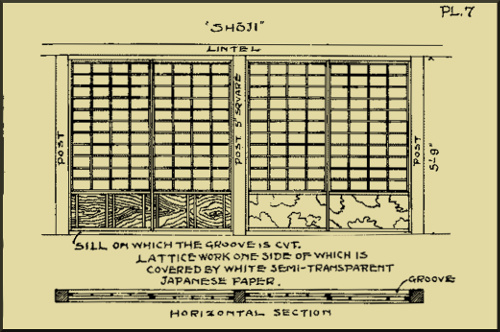 PL.7
"SHŌJI"
LINTEL
POST
POST 5" SQUARE
POST
5'-9"
SILL ON WHICH THE GROOVE IS CUT.
LATTICE WORK ONE SIDE OF WHICH IS
COVERED BY WHITE SEMI-TRANSPARENT
JAPANESE PAPER.
GROOVE
HORIZONTAL SECTION